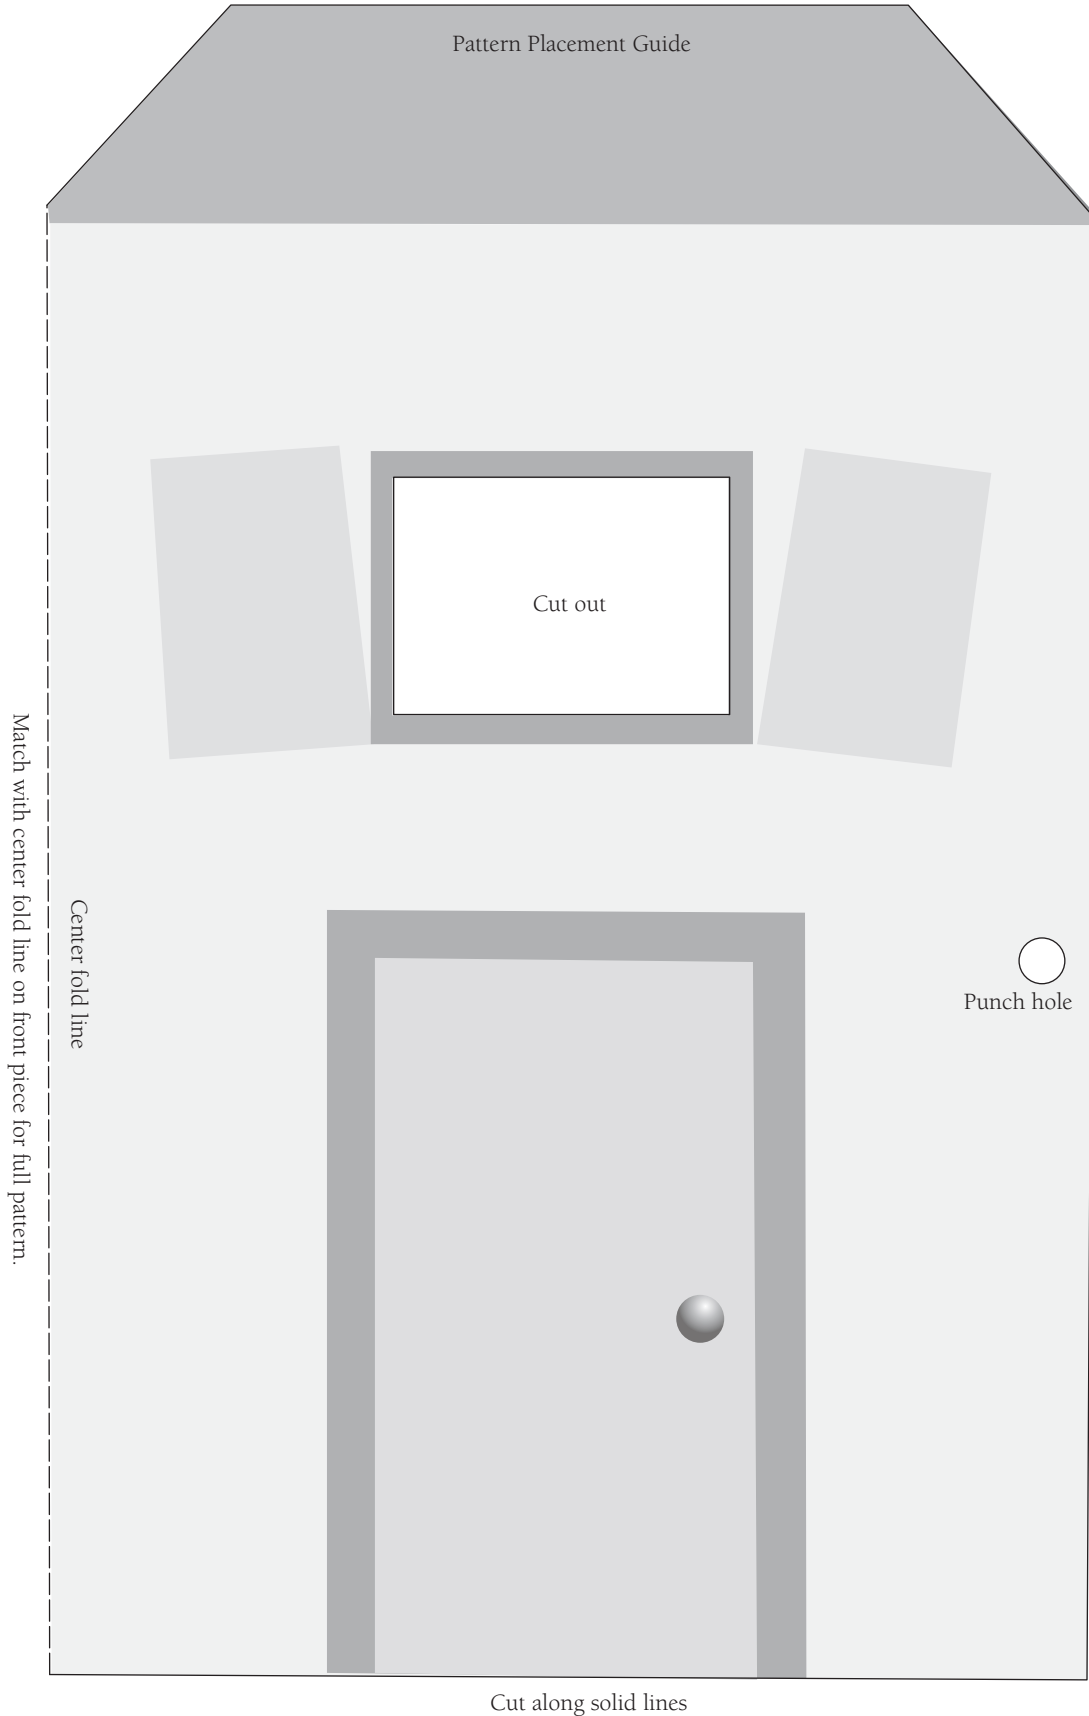 Pattern Placement Guide
Cut out
Match with center fold line on front piece for full pattern.
Center fold line
Punch hole
Cut along solid lines